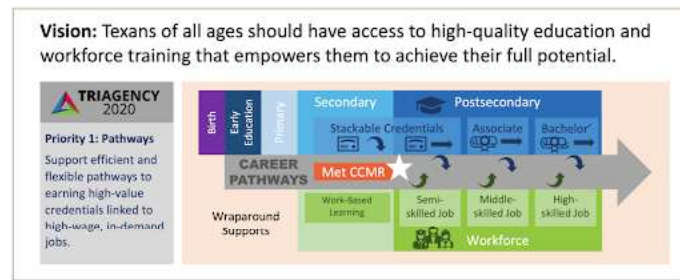 Vision: Texans of all ages should have access to high-quality education and
workforce training that empowers them to achieve their full potential.
TRIAGENCY
2020
Priority 1: Pathways
Support efficient and
flexible pathways to
earning high-value
credentials linked to
high-wage, in-demand
jobs.
Birth
Early
Education
Primary
Secondary
Postsecondary
Stackable Credentials
Associate
Bachelor'
CAREER
PATHWAYS
Met CCMR
Wraparound
Supports
Work-Based
Learning
Semi-
skilled Job
Middle-
skilled Job
High-
skilled Job
Workforce